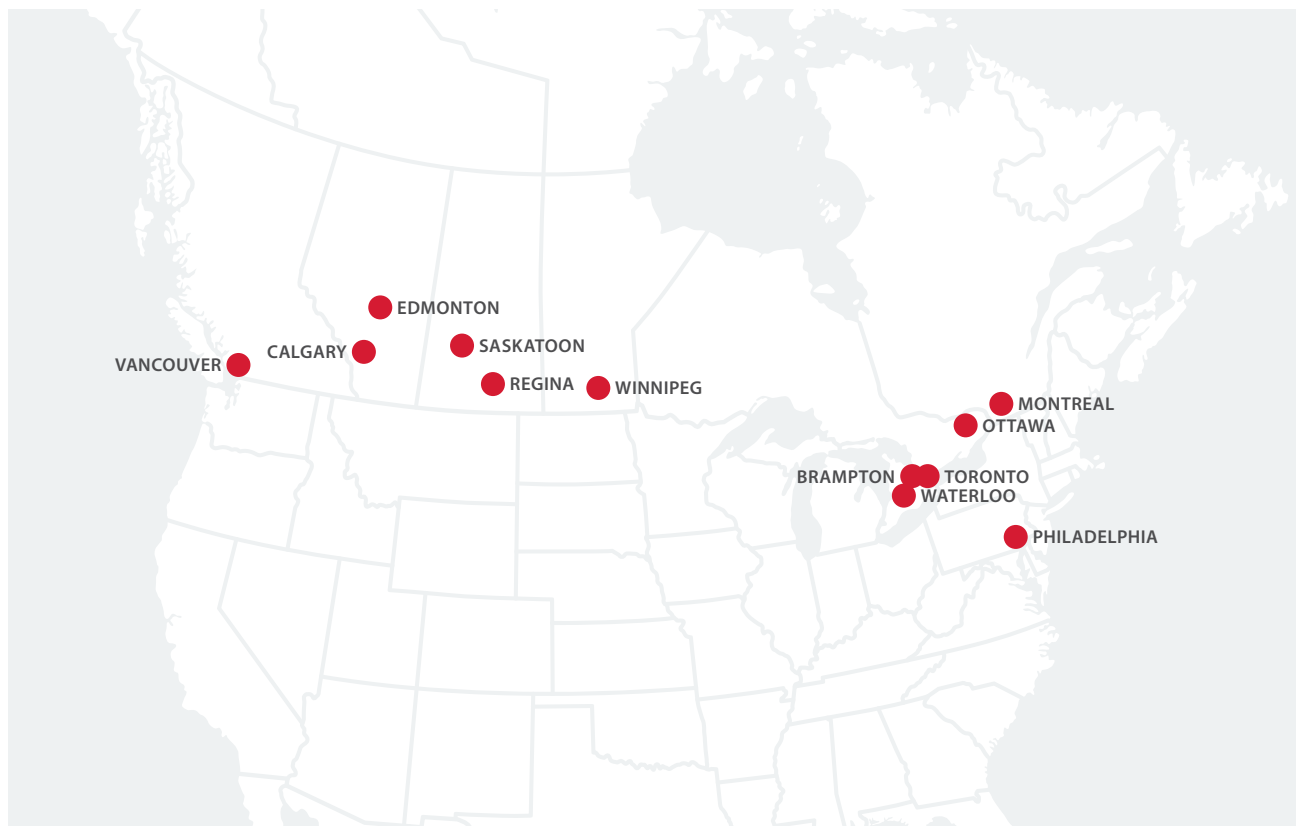 EDMONTON
SASKATOON
CALGARY
VANCOUVER
REGINA
WINNIPEG
MONTREAL
OTTAWA
BRAMPTON
TORONTO
WATERLOO
PHILADELPHIA